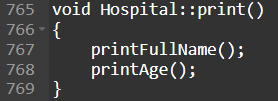 765 void Hospital::print()
766 {
767     printFullName();
768     printAge();
769 }